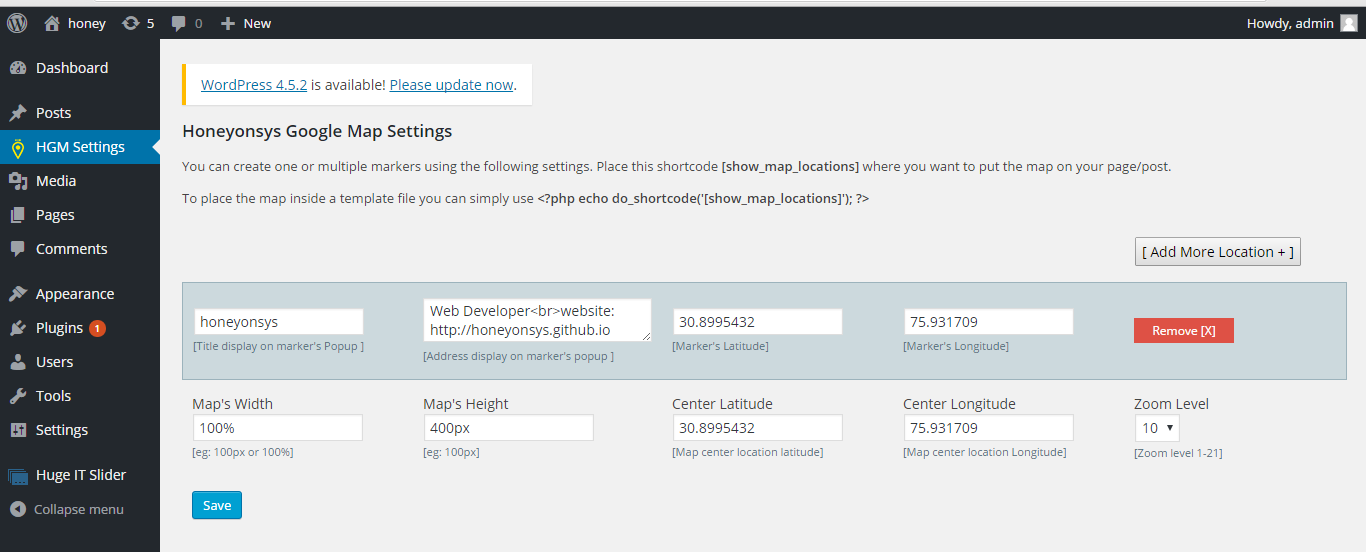 honey 5 0 + New Howdy, admin
Dashboard
Posts
HGM Settings
Media
Pages
Comments
Appearance
Plugins 1
Users
Tools
Settings
Huge IT Slider
Collapse menu
WordPress 4.5.2 is available! Please update now.
Honeyonsys Google Map Settings
You can create one or multiple markers using the following settings. Place this shortcode [show_map_locations] where you want to put the map on your page/post.
To place the map inside a template file you can simply use <?php echo do_shortcode('[show_map_locations]'); ?>
[ Add More Location + ]
honeyonsys
[Title display on marker's Popup ]
Web Developer<br>website:
http://honeyonsys.github.io
[Address display on marker's popup ]
30.8995432
[Marker's Latitude]
75.931709
[Marker's Longitude]
Remove [X]
Map's Width
100%
[eg: 100px or 100%]
Map's Height
400px
[eg: 100px]
Center Latitude
30.8995432
[Map center location latitude]
Center Longitude
75.931709
[Map center location Longitude]
Zoom Level
10
[Zoom level 1-21]
Save